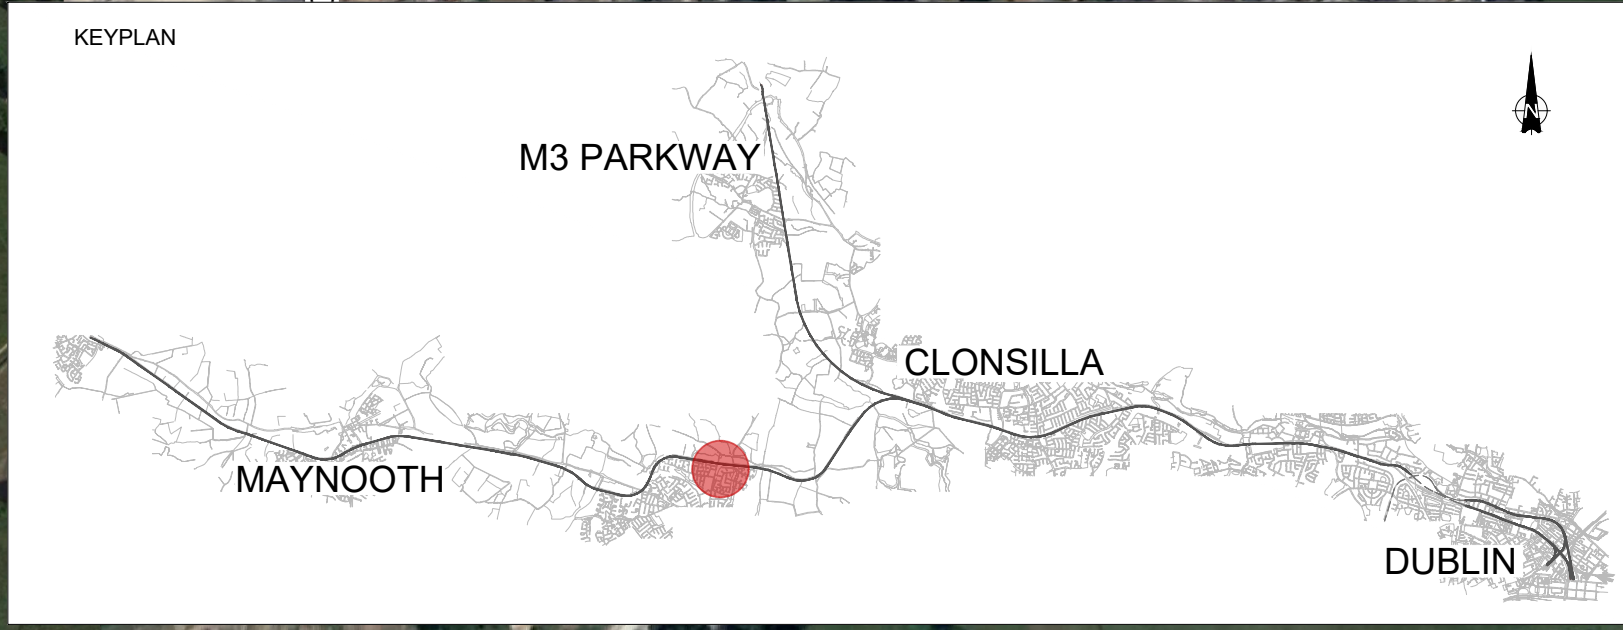 KEYPLAN
N
M3 PARKWAY
CLONSILLA
MAYNOOTH
DUBLIN